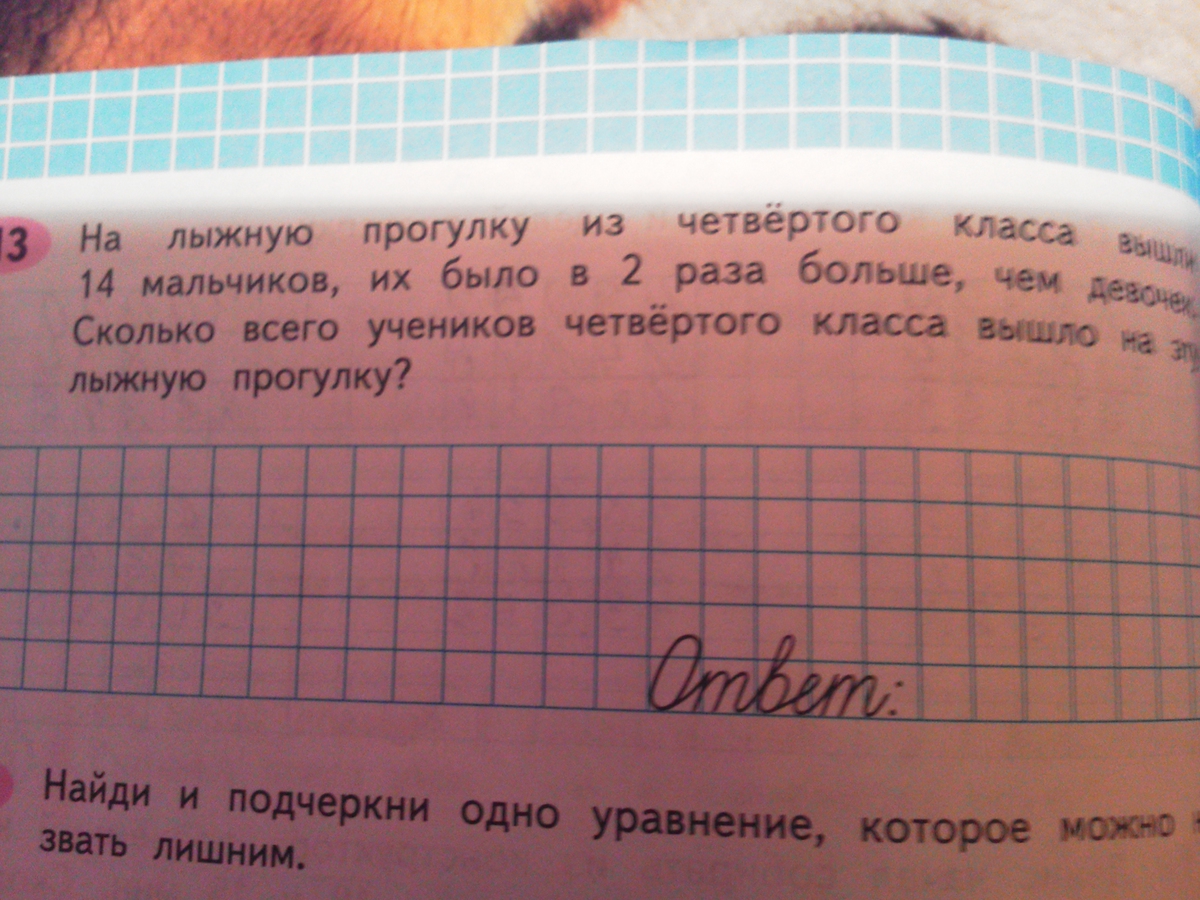 13 На лыжную прогулку из четвёртого класса вышли
14 мальчиков, их было в 2 раза больше, чем девочек.
Сколько всего учеников четвёртого класса вышло на эту
лыжную прогулку?
Ответ:
Найди и подчеркни одно уравнение, которое можно
звать лишним.